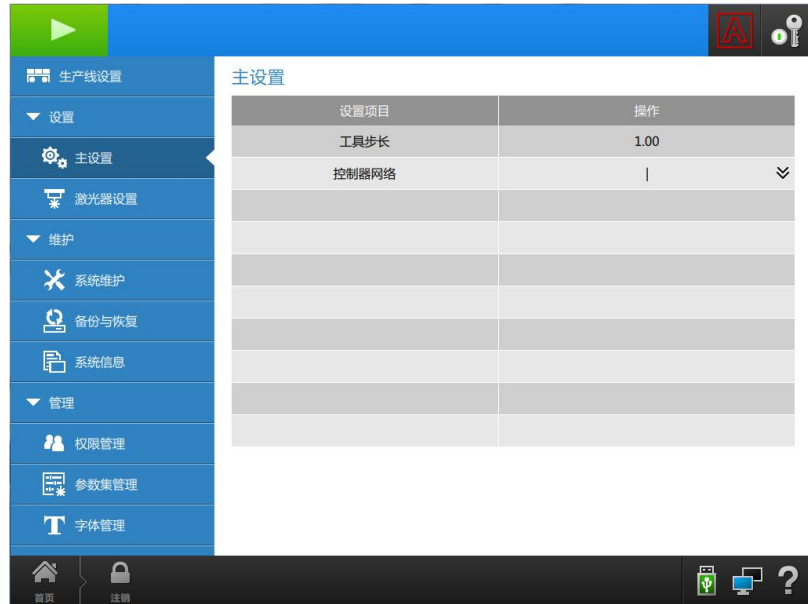 A
生产线设置
设置
主设置
激光器设置
维护
系统维护
备份与恢复
系统信息
管理
权限管理
参数集管理
字体管理
主设置
设置项目 操作
工具步长 1.00
控制器网络 |
首页
注销
?